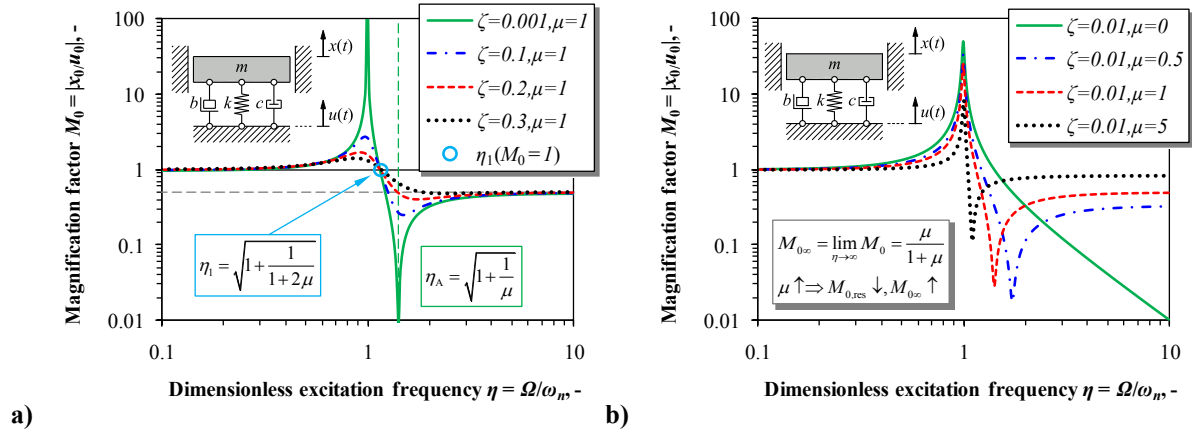 Magnification factor M₀ = |x₀/u₀|, -
100
10
1
0.1
0.01
0.1
1
10
Dimensionless excitation frequency η = Ω/ωₙ, -
a)
m
b
k
c
x(t)
u(t)
ζ=0.001,μ=1
ζ=0.1,μ=1
ζ=0.2,μ=1
ζ=0.3,μ=1
η₁(M₀=1)
η₁ = √(1 + 1/(1+2μ))
η_A = √(1 + 1/μ)
Magnification factor M₀ = |x₀/u₀|, -
100
10
1
0.1
0.01
0.1
1
10
Dimensionless excitation frequency η = Ω/ωₙ, -
b)
m
b
k
c
x(t)
u(t)
ζ=0.01,μ=0
ζ=0.01,μ=0.5
ζ=0.01,μ=1
ζ=0.01,μ=5
M₀∞ = lim η→∞ M₀ = μ/(1+μ)
μ ↑⇒ M₀,res ↓, M₀∞ ↑